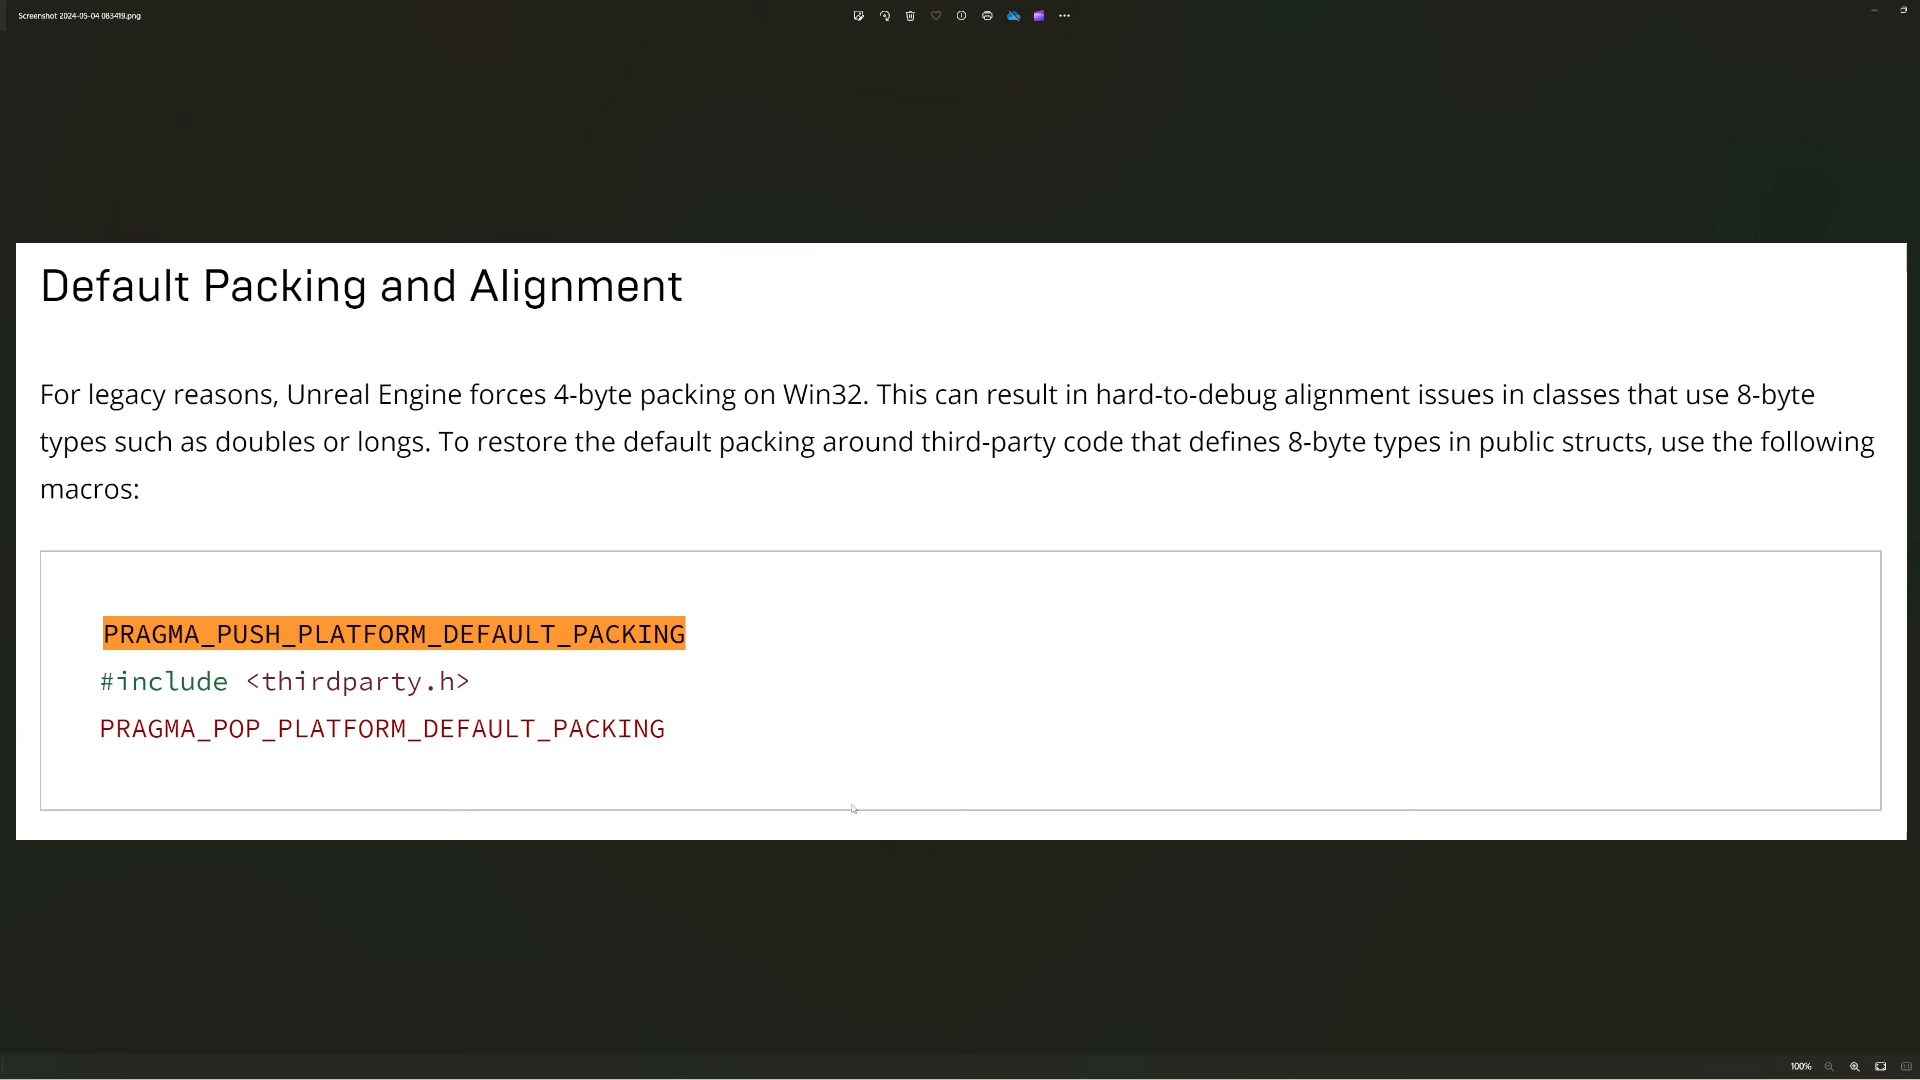 Screenshot 2024-05-04 083419.png
Default Packing and Alignment
For legacy reasons, Unreal Engine forces 4-byte packing on Win32. This can result in hard-to-debug alignment issues in classes that use 8-byte
types such as doubles or longs. To restore the default packing around third-party code that defines 8-byte types in public structs, use the following
macros:
PRAGMA_PUSH_PLATFORM_DEFAULT_PACKING
#include <thirdparty.h>
PRAGMA_POP_PLATFORM_DEFAULT_PACKING
100%